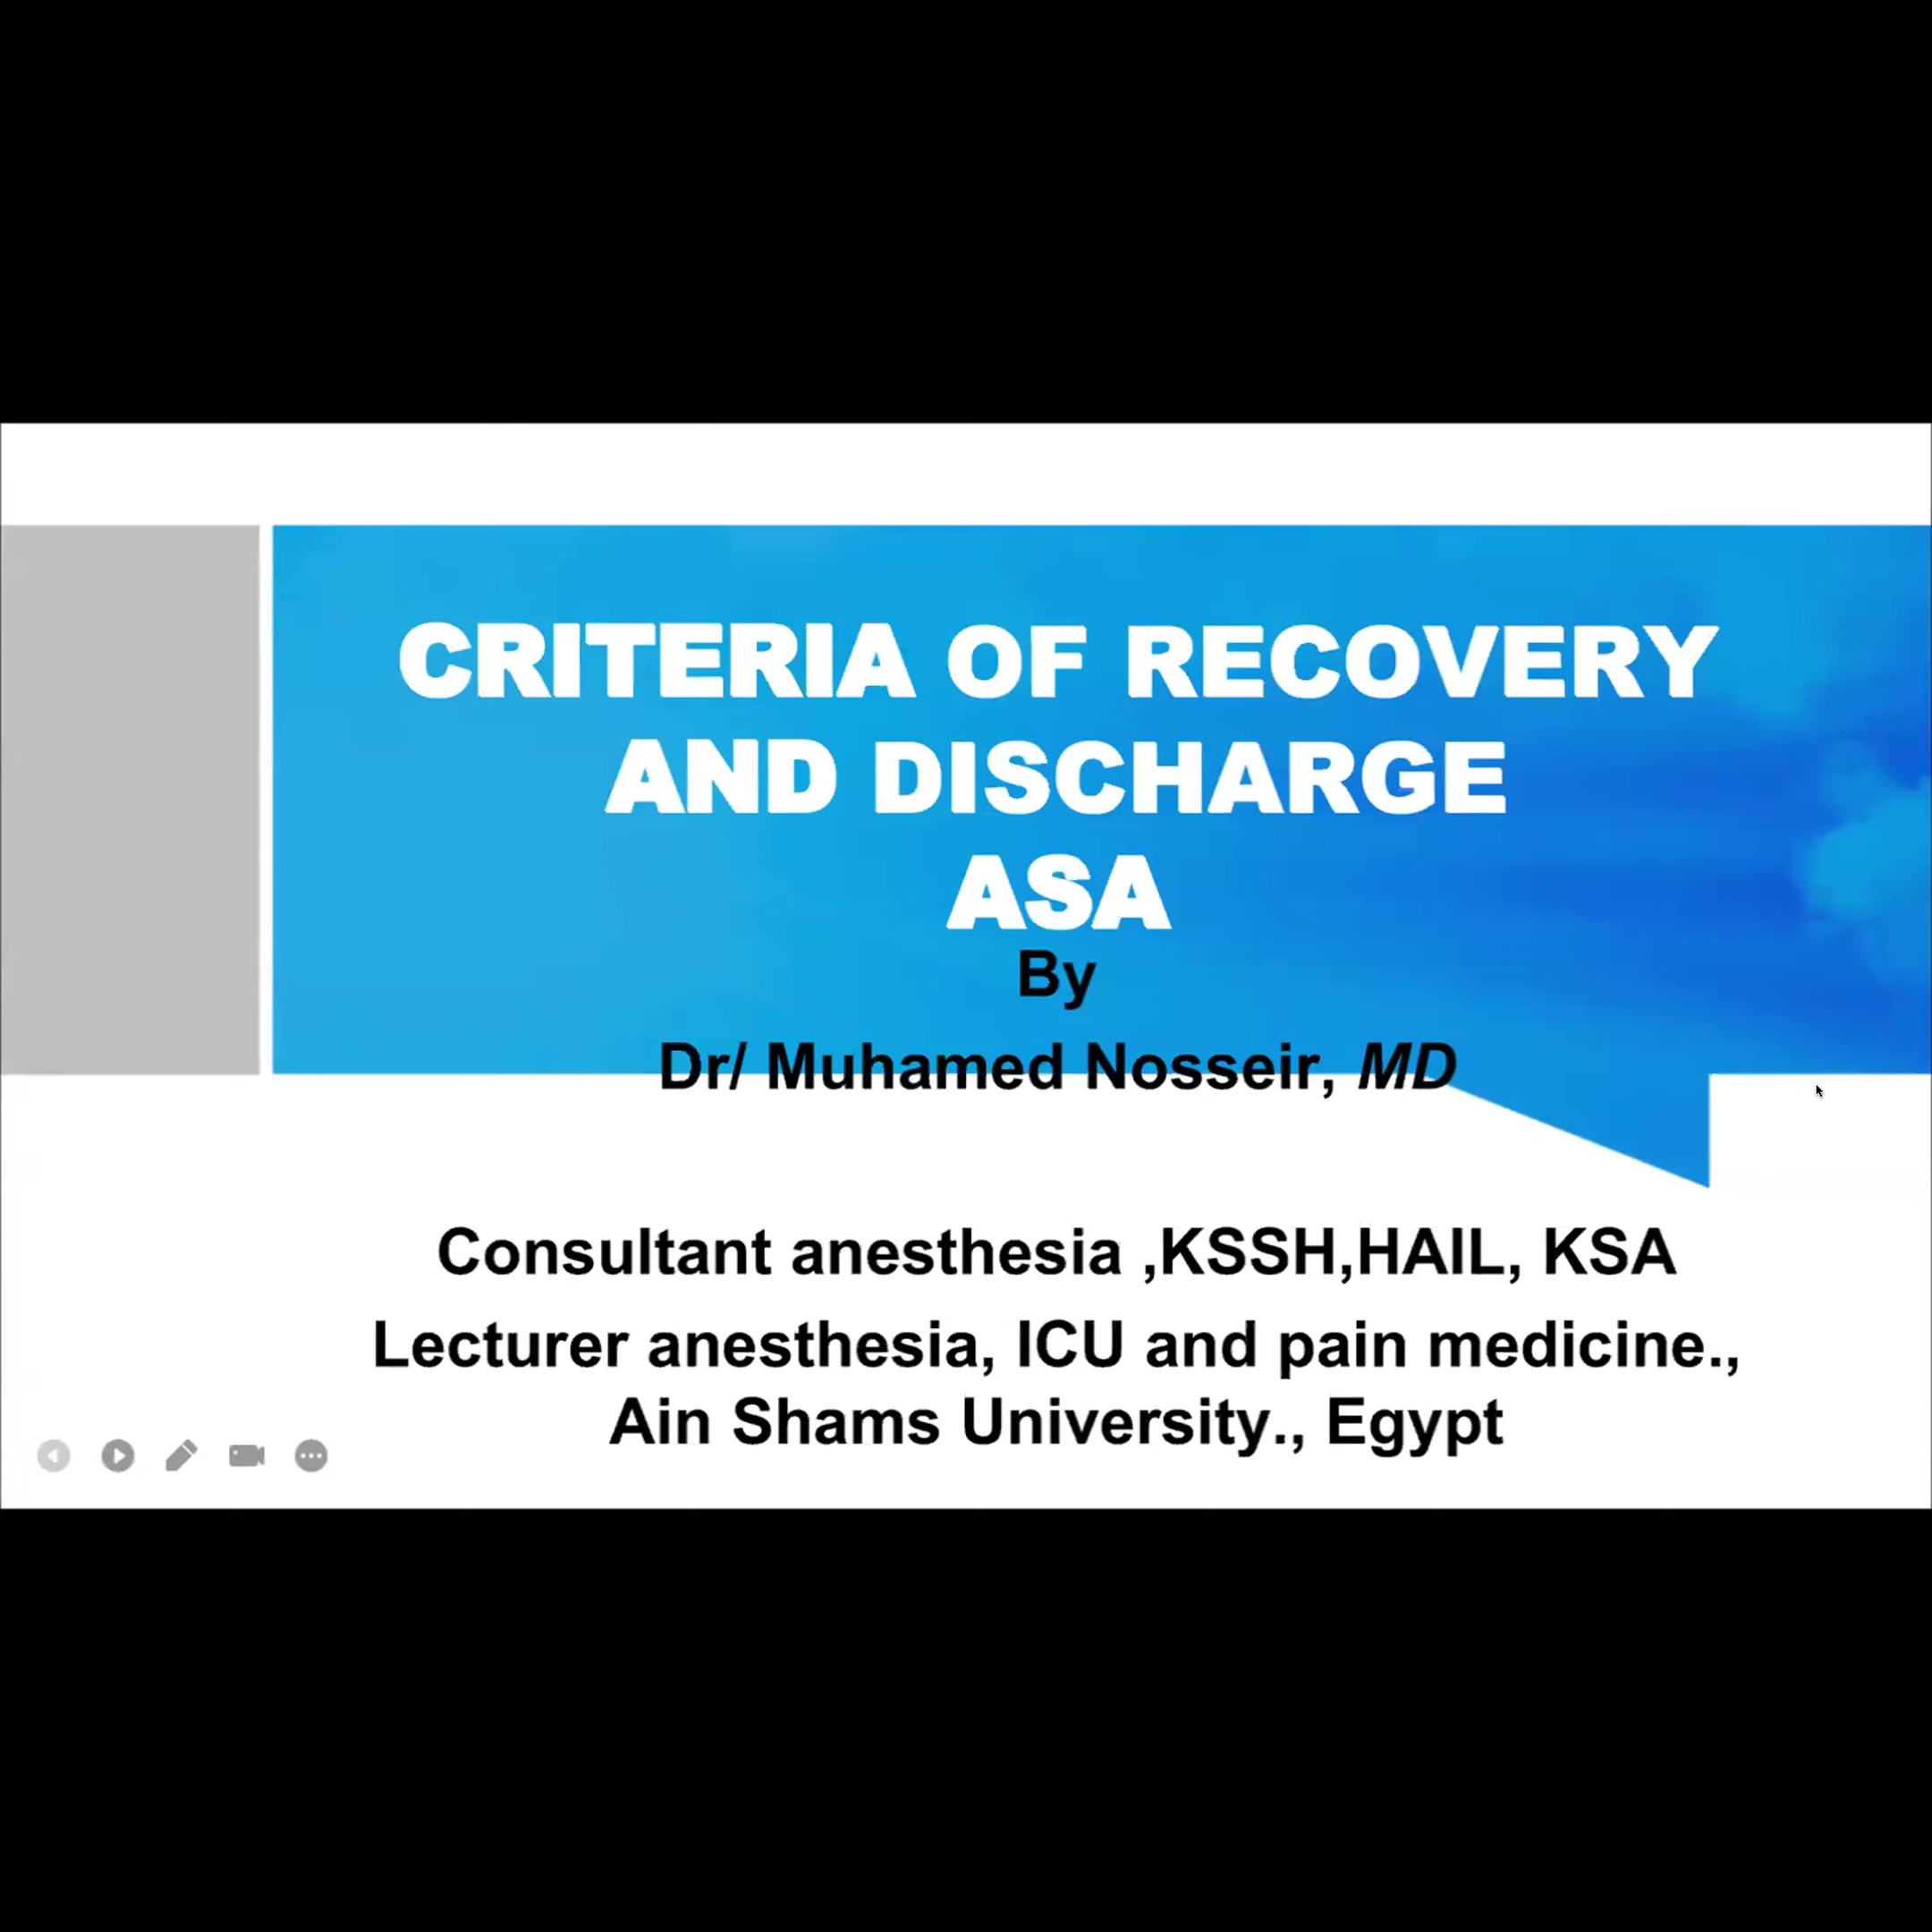 CRITERIA OF RECOVERY
AND DISCHARGE
ASA
By
Dr/ Muhamed Nosseir, MD
Consultant anesthesia ,KSSH,HAIL, KSA
Lecturer anesthesia, ICU and pain medicine.,
Ain Shams University., Egypt